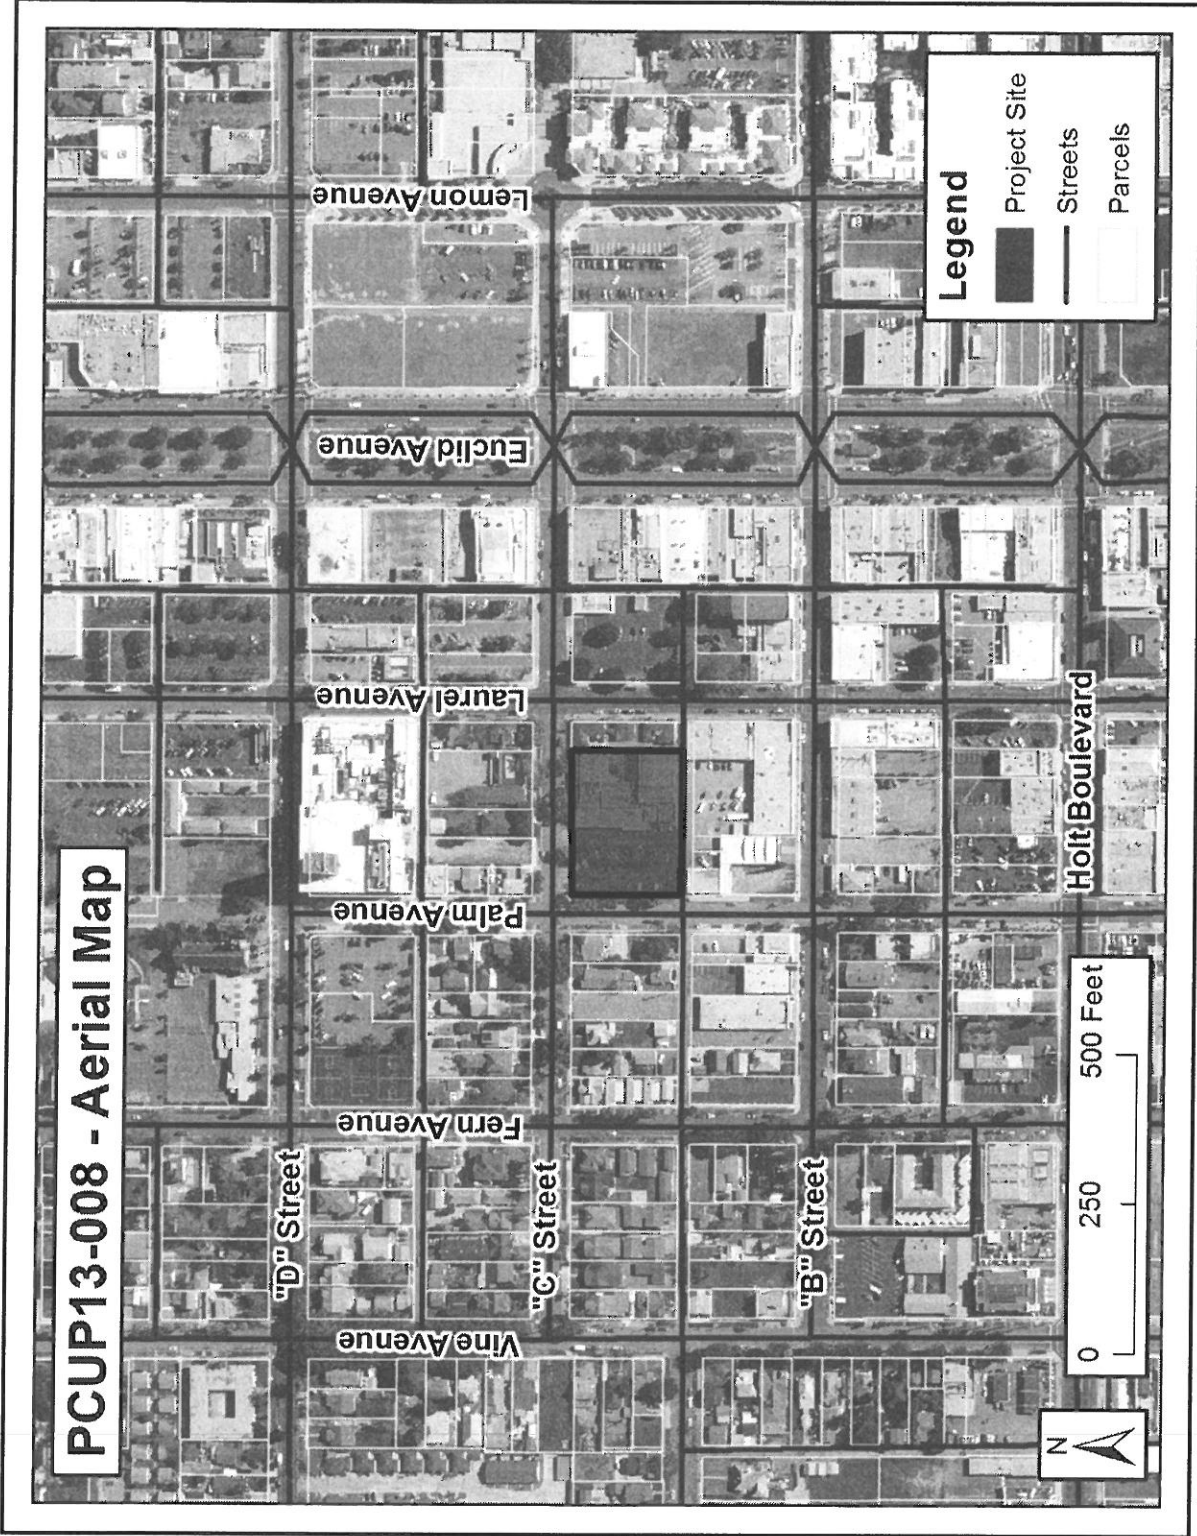 PCUP13-008 - Aerial Map
"D" Street
"C" Street
"B" Street
Holt Boulevard
Vine Avenue
Fern Avenue
Palm Avenue
Laurel Avenue
Euclid Avenue
Lemon Avenue
N
0
250
500 Feet
Legend
Project Site
Streets
Parcels